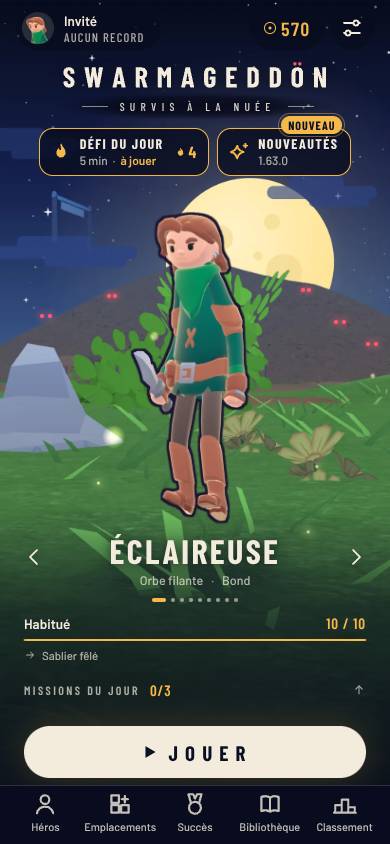 Invité
AUCUN RECORD
570
SWARMAGEDDÖN
SURVIS À LA NUÉE
NOUVEAU
DÉFI DU JOUR
5 min · à jouer
4
NOUVEAUTÉS
1.63.0
ÉCLAIREUSE
Orbe filante · Bond
Habitué
10 / 10
→ Sablier fêlé
MISSIONS DU JOUR 0/3
↑
JOUER
Héros
Emplacements
Succès
Bibliothèque
Classement